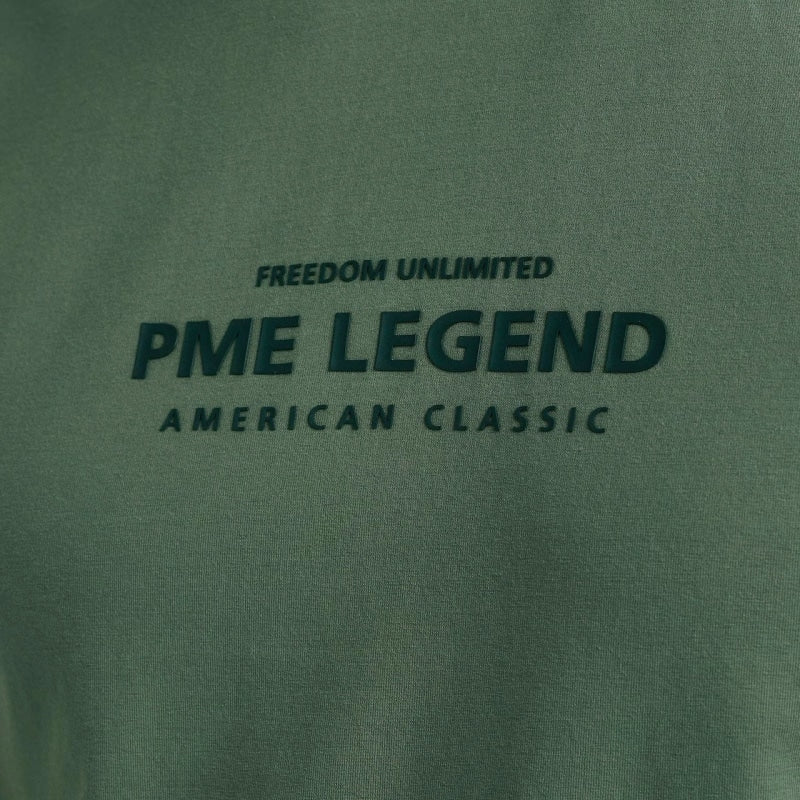 FREEDOM UNLIMITED
PME LEGEND
AMERICAN CLASSIC